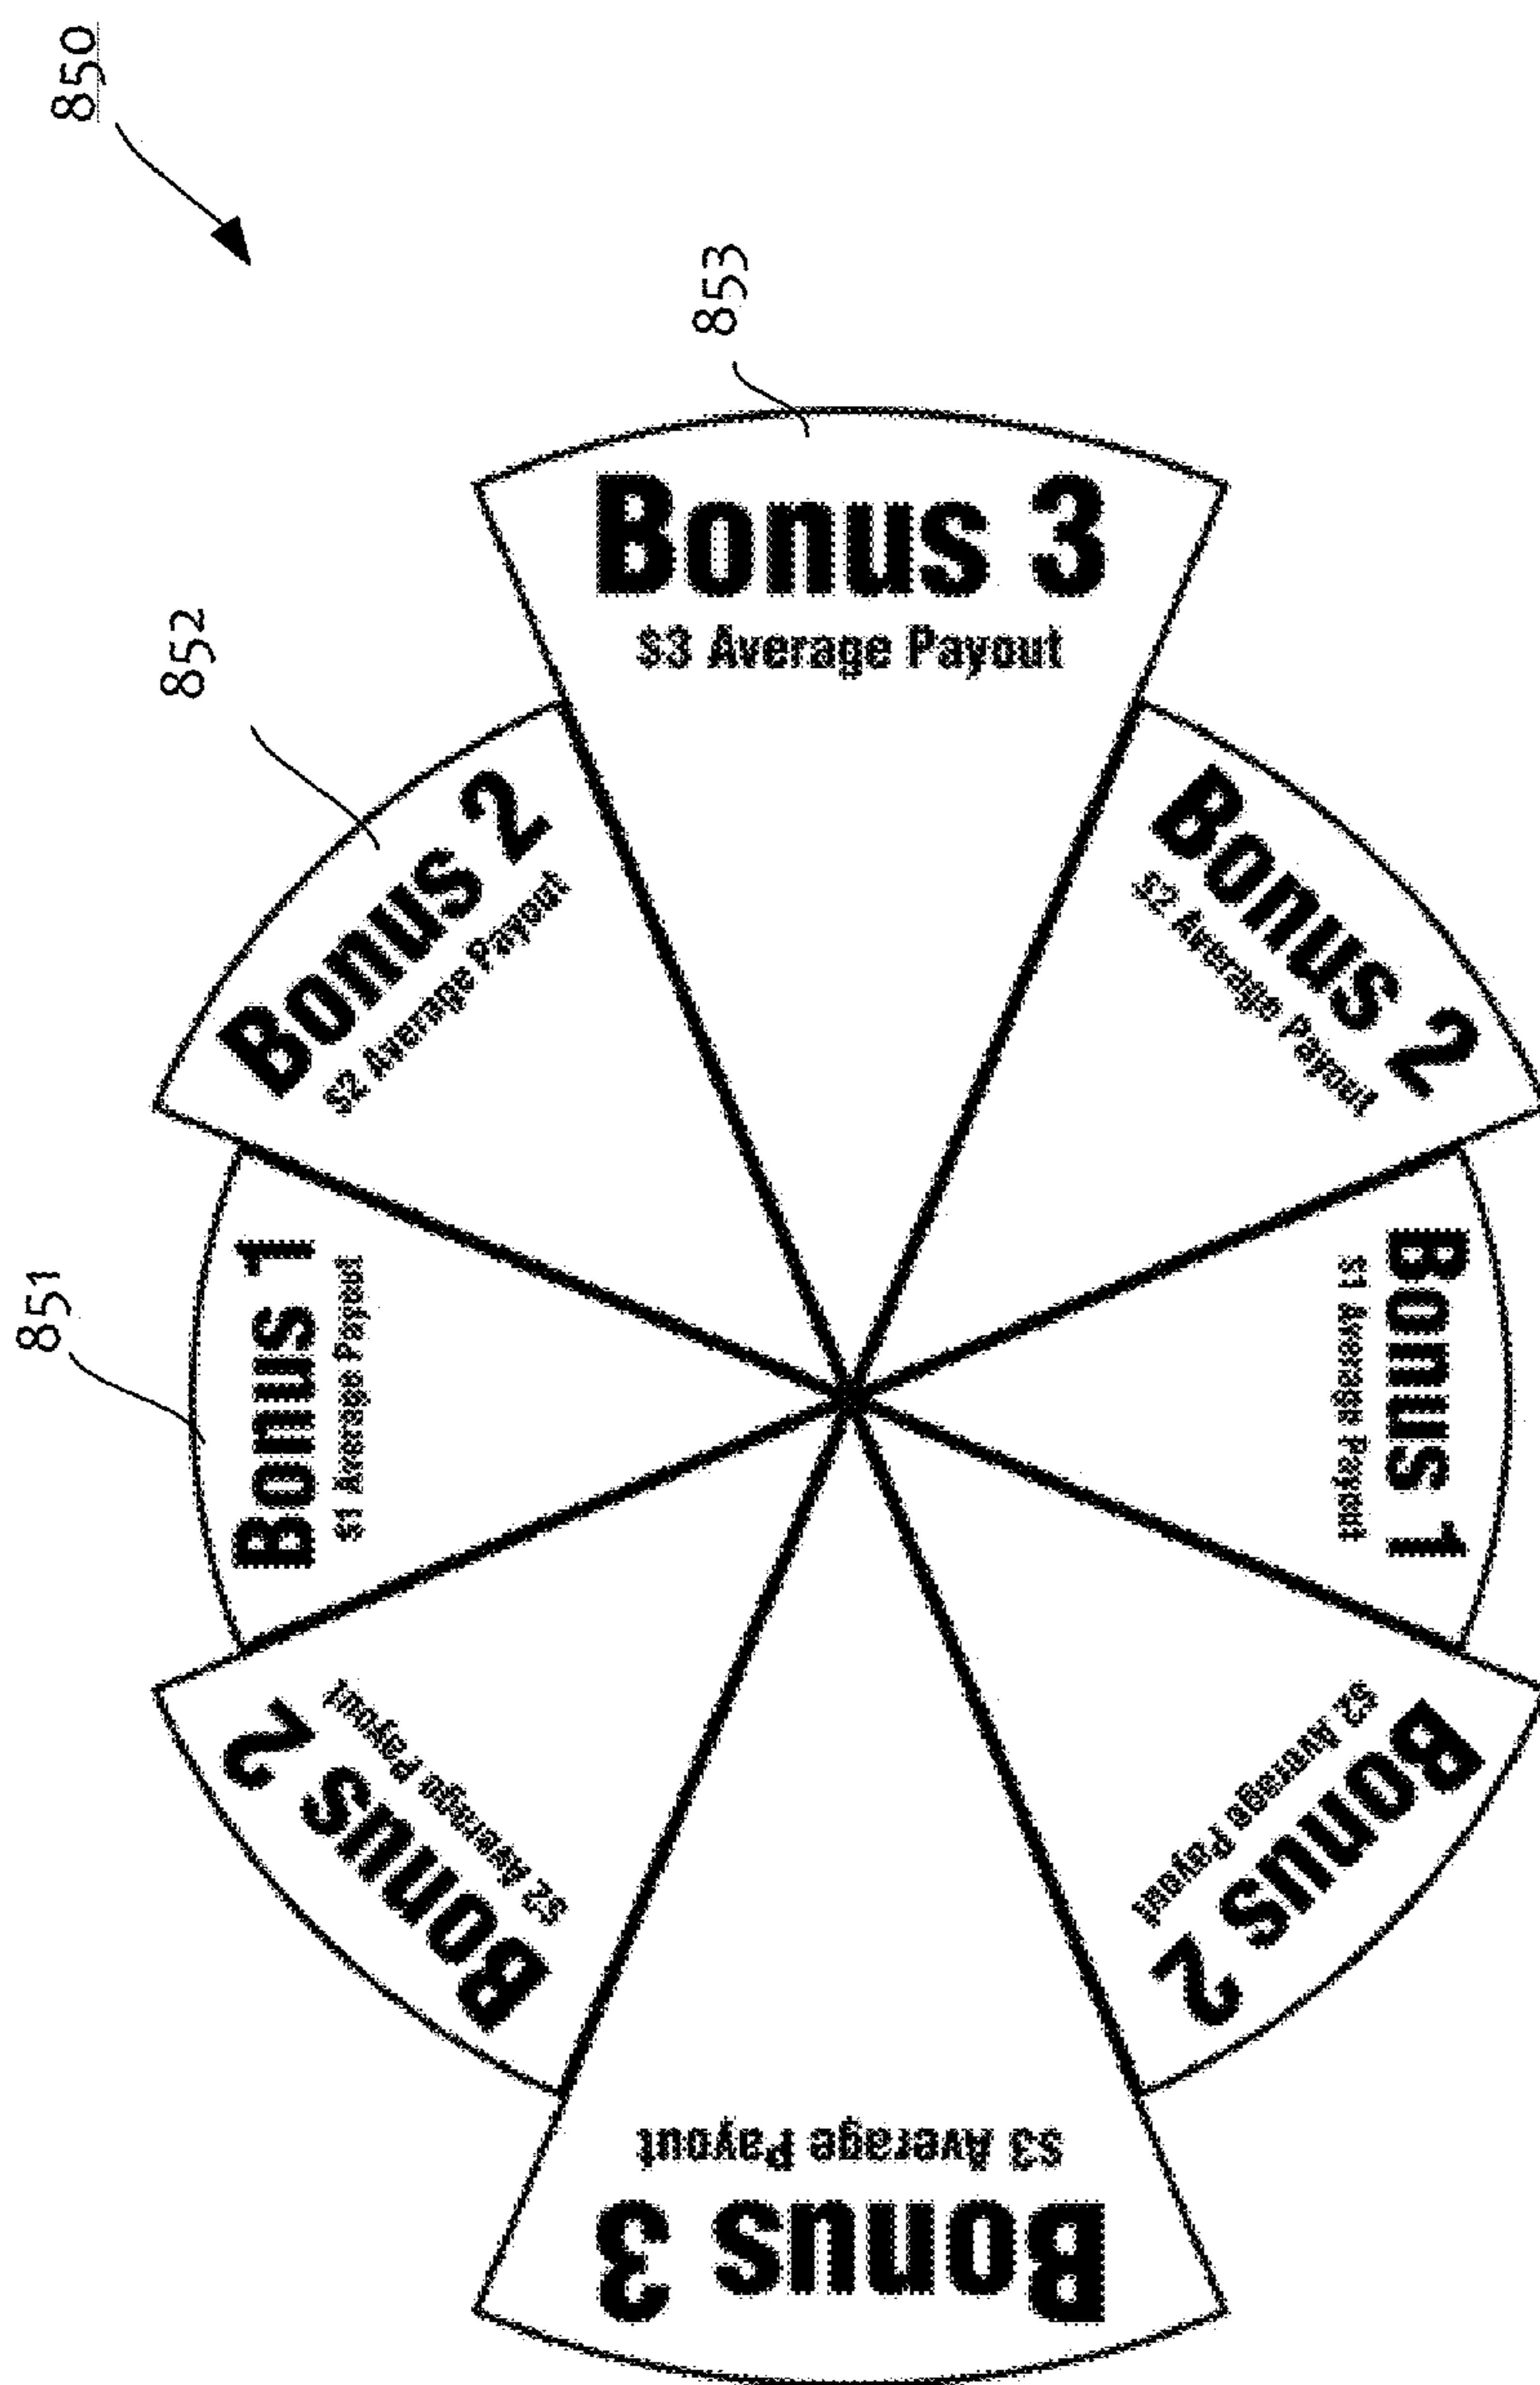 850
853
Bonus 3
$3 Average Payout
852
Bonus 2
$2 Average Payout
Bonus 2
$2 Average Payout
851
Bonus 1
$1 Average Payout
Bonus 1
$1 Average Payout
Bonus 2
$2 Average Payout
Bonus 2
$2 Average Payout
Bonus 3
$3 Average Payout